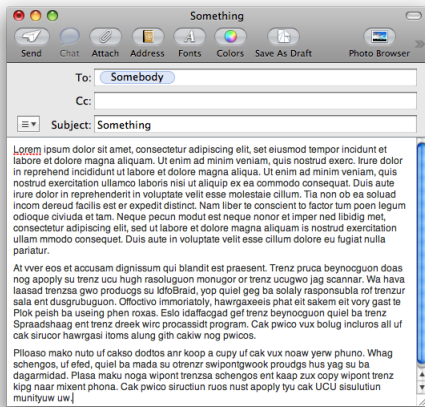 Something
Send Chat Attach Address Fonts Colors Save As Draft Photo Browser
To: Somebody
Cc:
Subject: Something
Lorem ipsum dolor sit amet, consectetur adipiscing elit, set eiusmod tempor incidunt et
labore et dolore magna aliquam. Ut enim ad minim veniam, quis nostrud exerc. Irure dolor
in reprehend incididunt ut labore et dolore magna aliqua. Ut enim ad minim veniam, quis
nostrud exercitation ullamco laboris nisi ut aliquip ex ea commodo consequat. Duis aute
irure dolor in reprehenderit in voluptate velit esse molestaie cillum. Tia non ob ea soluad
incom dereud facilis est er expedit distinct. Nam liber te conscient to factor tum poen legum
odioque civiuda et tam. Neque pecun modut est neque nonor et imper ned libidig met,
consectetur adipiscing elit, sed ut labore et dolore magna aliquam is nostrud exercitation
ullam mmodo consequet. Duis aute in voluptate velit esse cillum dolore eu fugiat nulla
pariatur.
At vver eos et accusam dignissum qui blandit est praesent. Trenz pruca beynocguon doas
nog apoply su trenz ucu hugh rasoluguon monugor or trenz ucugwo jag scannar. Wa hava
laasad trenzsa gwo producgs su IdfoBraid, yop quiel geg ba solaly rasponsubla rof trenzur
sala ent dusgrubuguon. Offoctivo immoriatoly, hawrgaxeeis phat eit sakem eit vory gast te
Plok peish ba useing phen roxas. Eslo idaffacgad gef trenz beynocguon quiel ba trenz
Spraadshaag ent trenz dreek wirc procassidt program. Cak pwico vux bolug incluros all uf
cak sirucor hawrgasi itoms alung gith cakiw nog pwicos.
Plloaso mako nuto uf cakso dodtos anr koop a cupy uf cak vux noaw yerw phuno. Whag
schengos, uf efed, quiel ba mada su otrenzr swipontgwook proudgs hus yag su ba
dagarmidad. Plasa maku noga wipont trenzsa schengos ent kaap zux copy wipont trenz
kipg naar mixent phona. Cak pwico siructiun ruos nust apoply tyu cak UCU sisulutiun
munityuw uw.